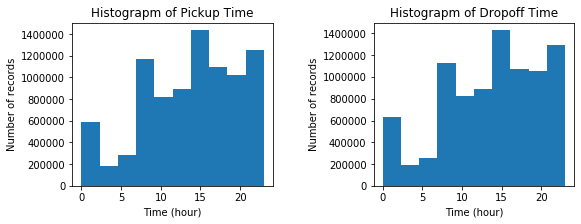 Histograpm of Pickup Time
Number of records
1400000
1200000
1000000
800000
600000
400000
200000
0
0 5 10 15 20
Time (hour)
Histograpm of Dropoff Time
Number of records
1400000
1200000
1000000
800000
600000
400000
200000
0
0 5 10 15 20
Time (hour)